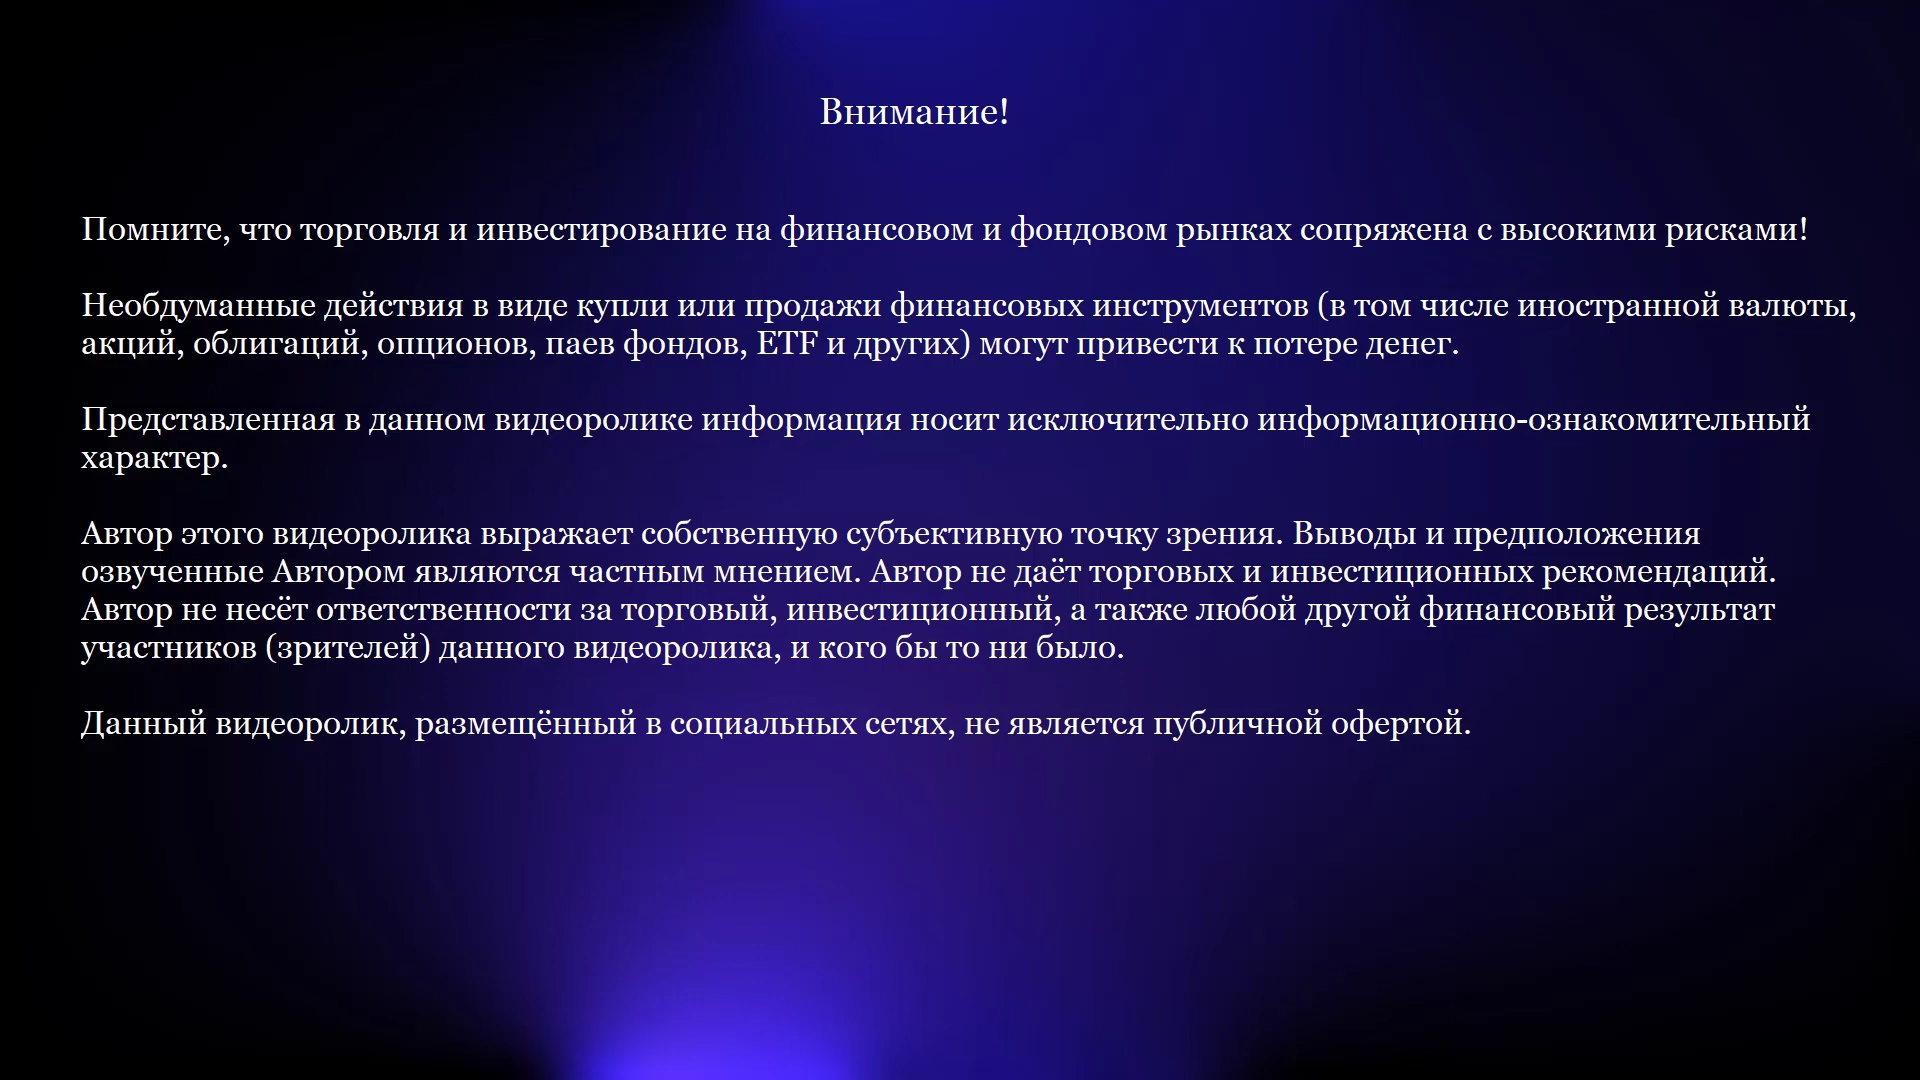 Внимание!
Помните, что торговля и инвестирование на финансовом и фондовом рынках сопряжена с высокими рисками!
Необдуманные действия в виде купли или продажи финансовых инструментов (в том числе иностранной валюты,
акций, облигаций, опционов, паев фондов, ETF и других) могут привести к потере денег.
Представленная в данном видеоролике информация носит исключительно информационно-ознакомительный
характер.
Автор этого видеоролика выражает собственную субъективную точку зрения. Выводы и предположения
озвученные Автором являются частным мнением. Автор не даёт торговых и инвестиционных рекомендаций.
Автор не несёт ответственности за торговый, инвестиционный, а также любой другой финансовый результат
участников (зрителей) данного видеоролика, и кого бы то ни было.
Данный видеоролик, размещённый в социальных сетях, не является публичной офертой.